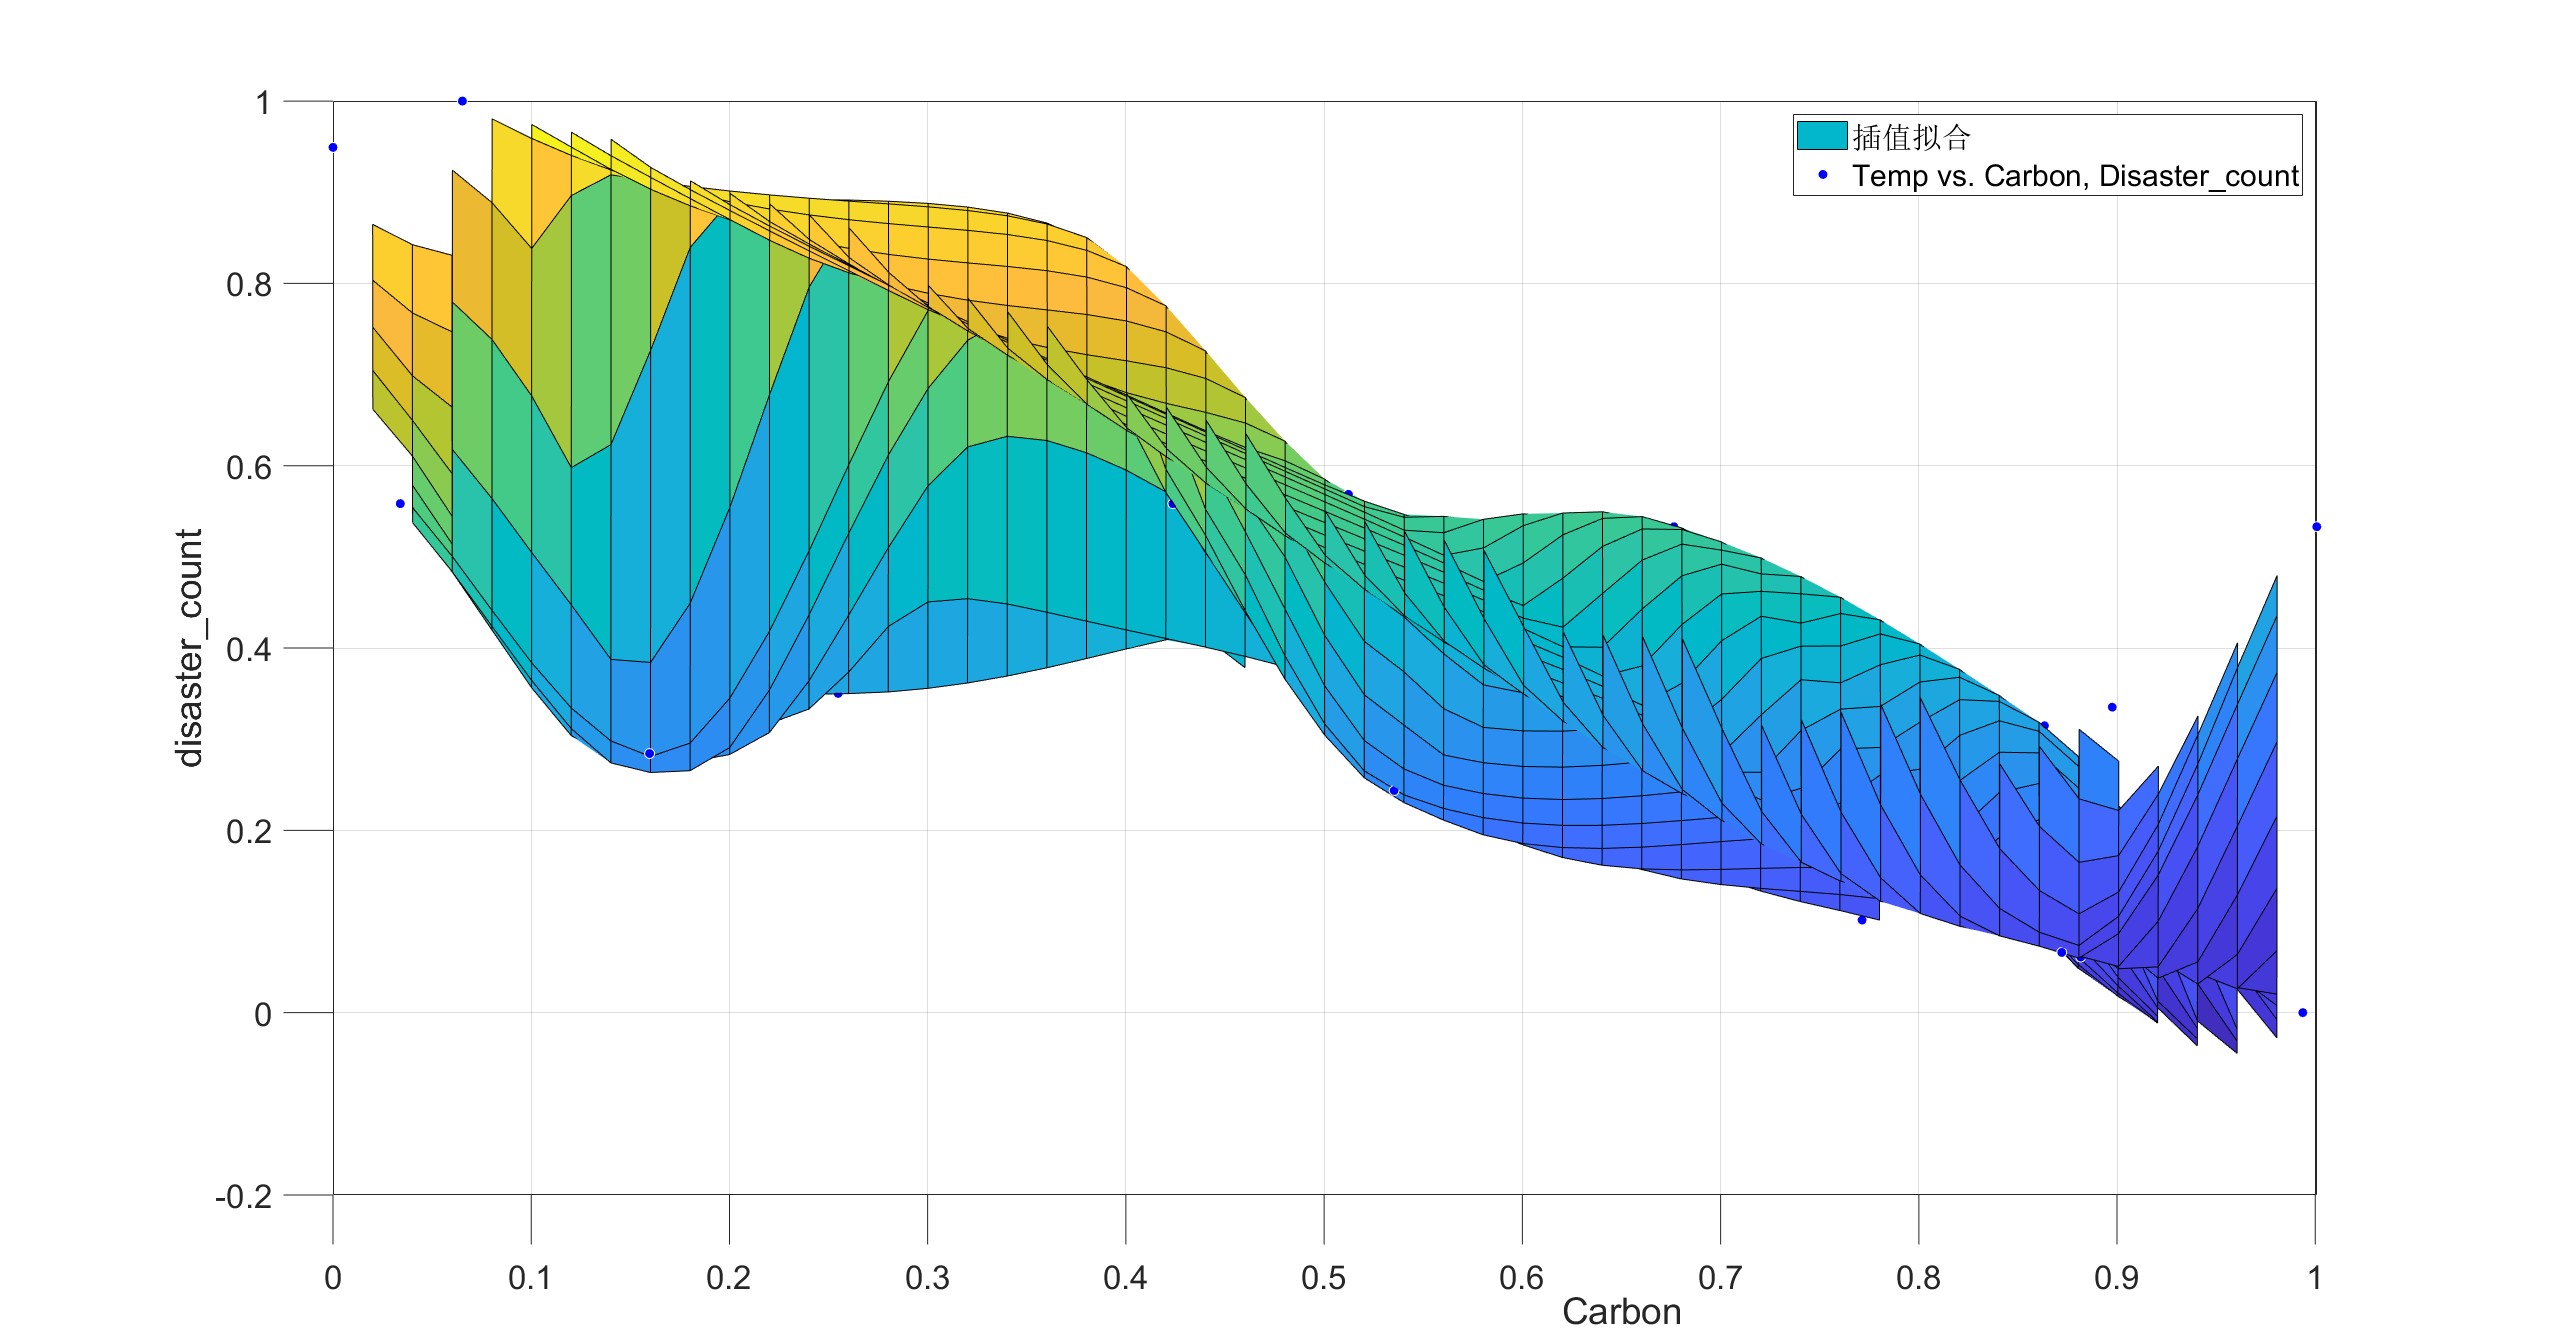 1
0.8
0.6
0.4
0.2
0
-0.2
disaster_count
插值拟合
Temp vs. Carbon, Disaster_count
0 0.1 0.2 0.3 0.4 0.5 0.6 0.7 0.8 0.9 1
Carbon